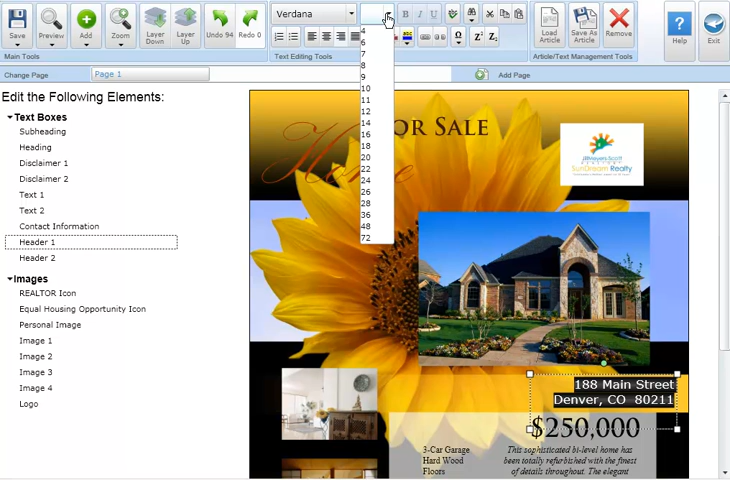 Save
Preview
Add
Zoom
Layer Down
Layer Up
Undo 94
Redo 0
Main Tools
Verdana
B I U
Text Editing Tools
Load Article
Save As Article
Remove
Article/Text Management Tools
Help
Exit
Change Page
Page 1
Add Page
4
6
7
8
9
10
11
12
14
16
18
20
22
24
26
28
36
48
72
Edit the Following Elements:
Text Boxes
Subheading
Heading
Disclaimer 1
Disclaimer 2
Text 1
Text 2
Contact Information
Header 1
Header 2
Images
REALTOR Icon
Equal Housing Opportunity Icon
Personal Image
Image 1
Image 2
Image 3
Image 4
Logo
OR SALE
SunDream Realty
188 Main Street
Denver, CO 80211
$250,000
3-Car Garage
Hard Wood
Floors
This sophisticated bi-level home has
been totally refurbished with the finest
of details throughout. The elegant